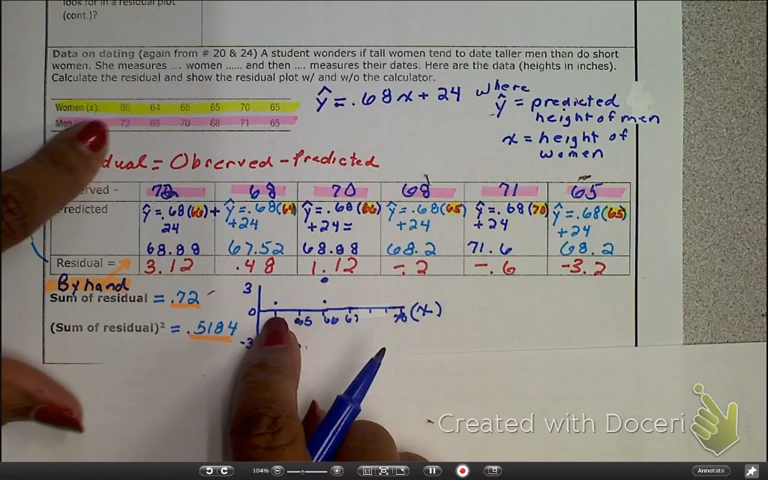 look for in a residual plot
(cont.)?
Data on dating (again from # 20 & 24) A student wonders if tall women tend to date taller men than do short
women. She measures .... women ...... and then .... measures their dates. Here are the data (heights in inches).
Calculate the residual and show the residual plot w/ and w/o the calculator.
Women (x): 66 64 66 65 70 65
Men 72 68 70 68 71 65
ŷ = .68x + 24 where
ŷ = predicted
height of men
x = height of
women
dual = Observed - Predicted
erved - 72 68 70 68 71 65
Predicted ŷ = .68(66) + ŷ = .68(64) ŷ = .68(66) ŷ = .68(65) ŷ = .68(70) ŷ = .68(65)
24 +24 +24 = +24 +24 +24
68.88 67.52 68.88 68.2 71.6 68.2
Residual = 3.12 .48 1.12 -.2 -.6 -3.2
By hand
Sum of residual = .72
(Sum of residual)² = .5184
3
0 65 66 67 70 (x)
-3
Created with Doceri
104%
Annotate